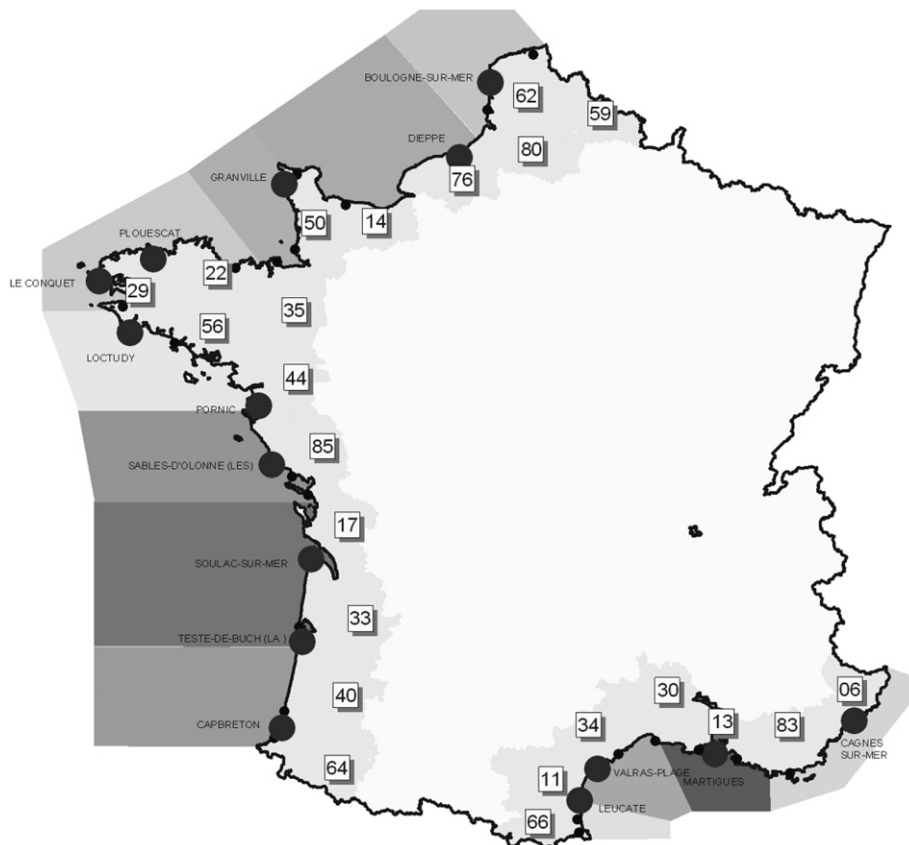 BOULOGNE-SUR-MER
62
59
DIEPPE
80
76
GRANVILLE
50
14
PLOUESCAT
22
LE CONQUET
29
35
56
LOCTUDY
44
PORNIC
85
SABLES-D'OLONNE (LES)
17
SOULAC-SUR-MER
33
TESTE-DE-BUCH (LA )
40
30
06
CAPBRETON
34
13
83
CAGNES
SUR-MER
64
11
VALRAS-PLAGE
MARTIGUES
LEUCATE
66